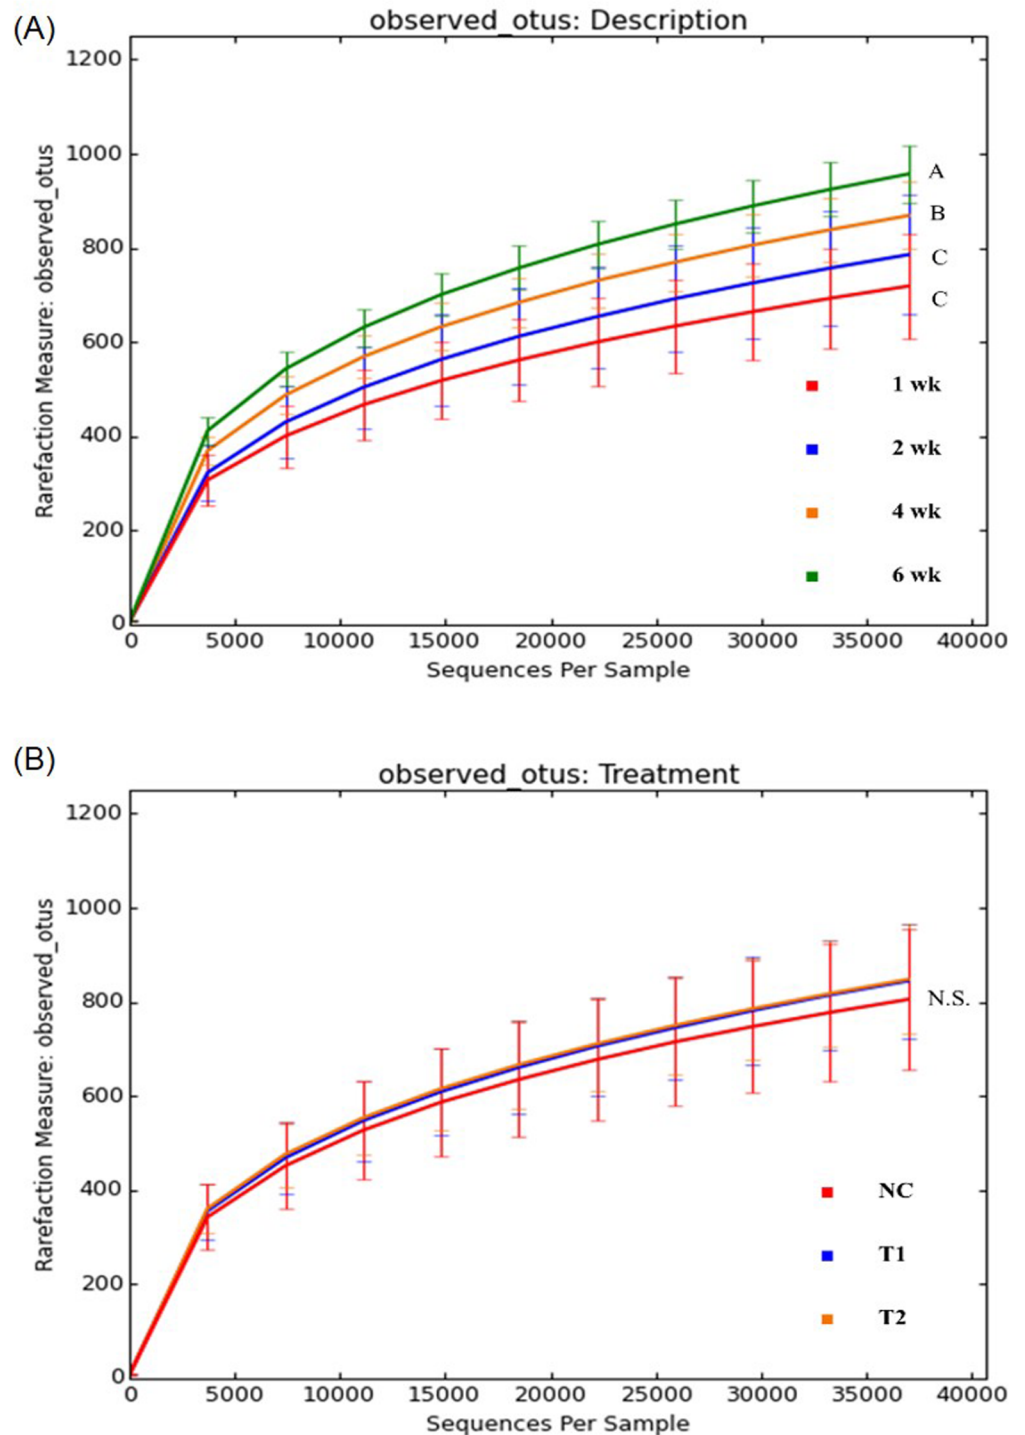 (A)
observed_otus: Description
Rarefaction Measure: observed_otus
1200
1000
800
600
400
200
0
A
B
C
C
1 wk
2 wk
4 wk
6 wk
0 5000 10000 15000 20000 25000 30000 35000 40000
Sequences Per Sample
(B)
observed_otus: Treatment
Rarefaction Measure: observed_otus
1200
1000
800
600
400
200
0
N.S.
NC
T1
T2
0 5000 10000 15000 20000 25000 30000 35000 40000
Sequences Per Sample